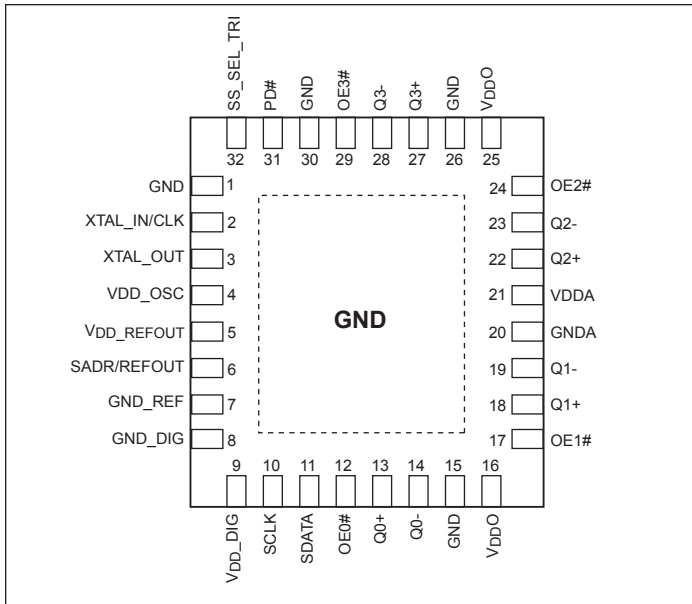 SS_SEL_TRI
PD#
GND
OE3#
Q3-
Q3+
GND
VDDO
32 31 30 29 28 27 26 25
GND 1
XTAL_IN/CLK 2
XTAL_OUT 3
VDD_OSC 4
VDD_REFOUT 5
SADR/REFOUT 6
GND_REF 7
GND_DIG 8
GND
24 OE2#
23 Q2-
22 Q2+
21 VDDA
20 GNDA
19 Q1-
18 Q1+
17 OE1#
9 10 11 12 13 14 15 16
VDD_DIG
SCLK
SDATA
OE0#
Q0+
Q0-
GND
VDDO